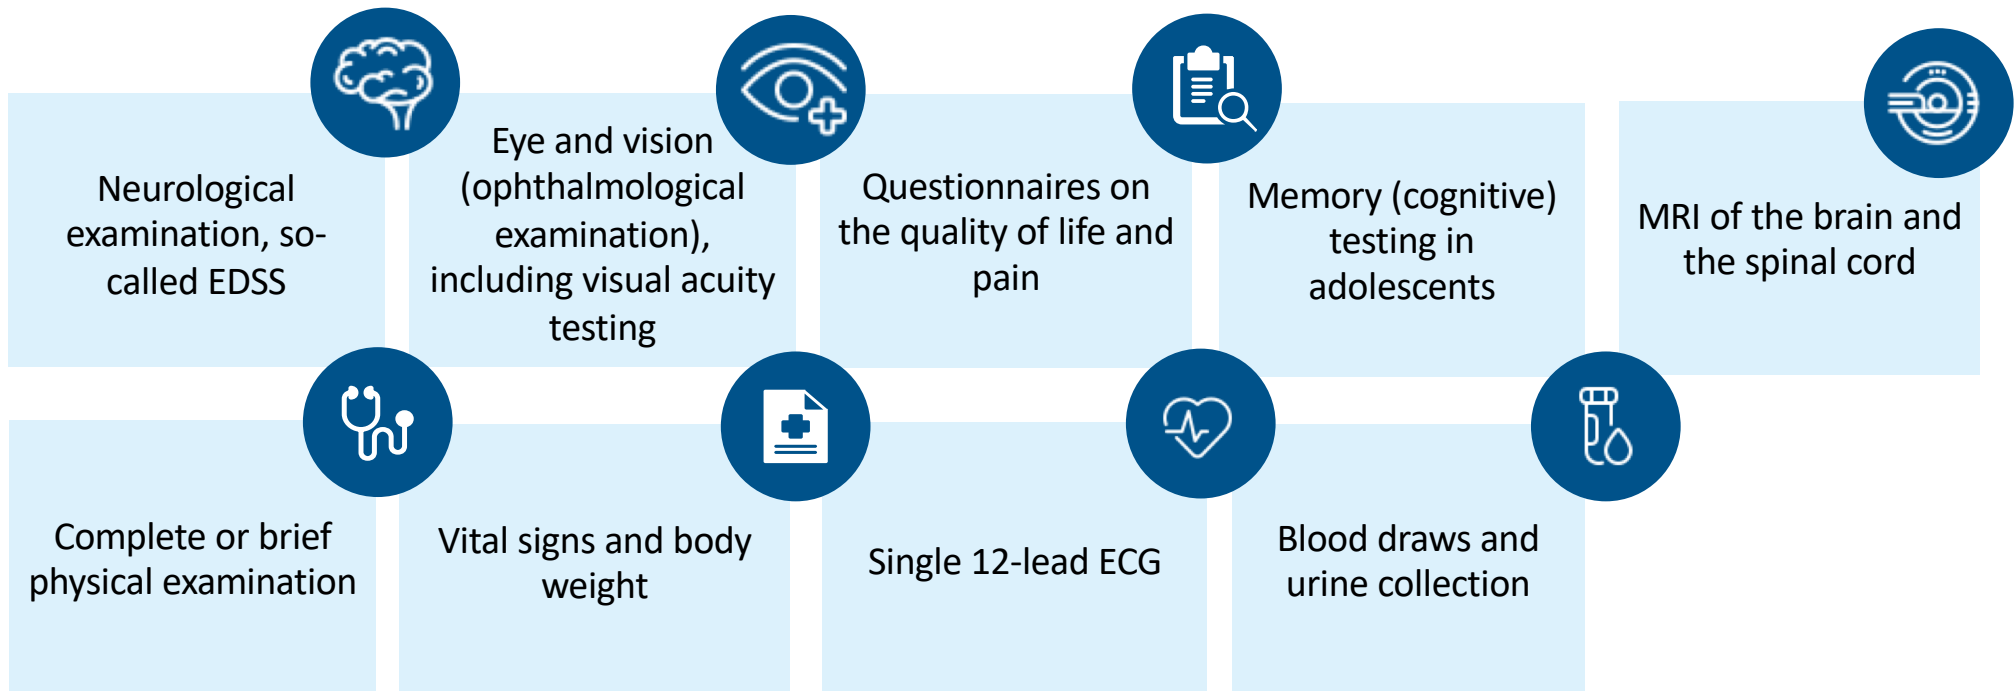 Neurological
examination, so-
called EDSS
Eye and vision
(ophthalmological
examination),
including visual acuity
testing
Questionnaires on
the quality of life and
pain
Memory (cognitive)
testing in
adolescents
MRI of the brain and
the spinal cord
Complete or brief
physical examination
Vital signs and body
weight
Single 12-lead ECG
Blood draws and
urine collection